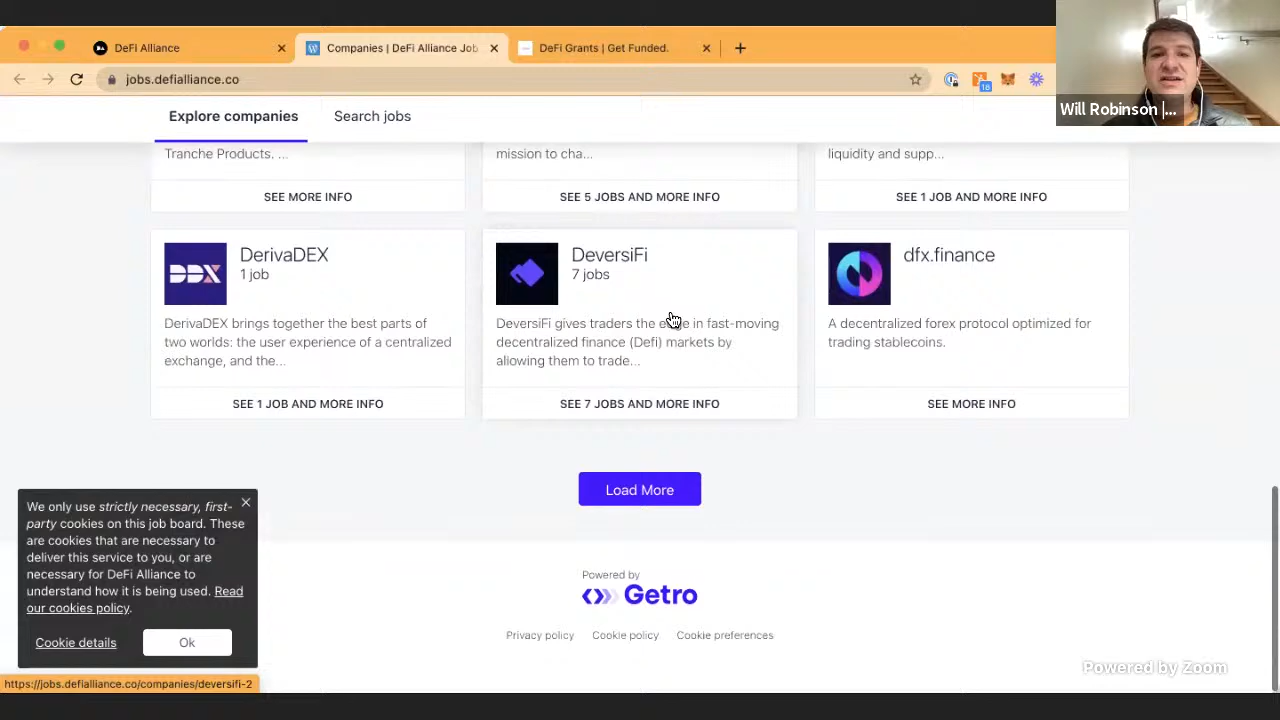 DeFi Alliance
Companies | DeFi Alliance Job
DeFi Grants | Get Funded.
jobs.defialliance.co
18
Will Robinson |...
Explore companies
Search jobs
Tranche Products. ...
mission to cha...
liquidity and supp...
SEE MORE INFO
SEE 5 JOBS AND MORE INFO
SEE 1 JOB AND MORE INFO
DDX
DerivaDEX
1 job
DerivaDEX brings together the best parts of
two worlds: the user experience of a centralized
exchange, and the...
SEE 1 JOB AND MORE INFO
DeversiFi
7 jobs
DeversiFi gives traders the edge in fast-moving
decentralized finance (Defi) markets by
allowing them to trade...
SEE 7 JOBS AND MORE INFO
dfx.finance
A decentralized forex protocol optimized for
trading stablecoins.
SEE MORE INFO
Load More
We only use strictly necessary, first-
party cookies on this job board. These
are cookies that are necessary to
deliver this service to you, or are
necessary for DeFi Alliance to
understand how it is being used. Read
our cookies policy.
Cookie details
Ok
Powered by
Getro
Privacy policy
Cookie policy
Cookie preferences
Powered by Zoom
https://jobs.defialliance.co/companies/deversifi-2